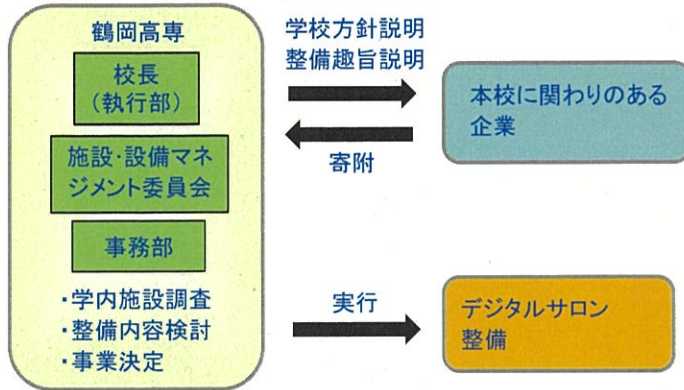 鶴岡高専
校長
（執行部）
施設・設備マネ
ジメント委員会
事務部
・学内施設調査
・整備内容検討
・事業決定
学校方針説明
整備趣旨説明
寄附
本校に関わりのある
企業
実行
デジタルサロン
整備